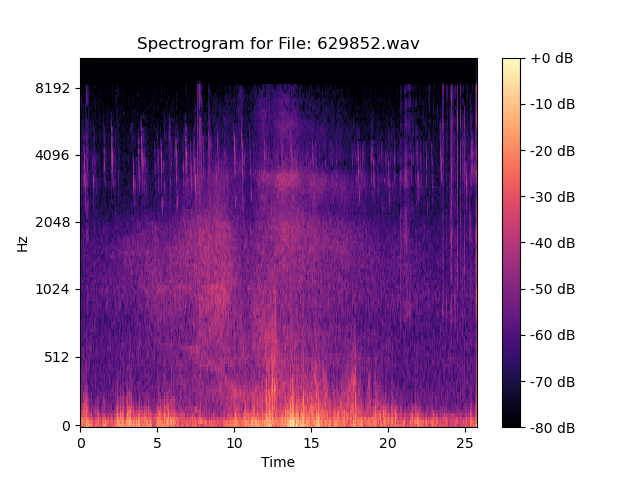 Spectrogram for File: 629852.wav
8192
4096
2048
1024
512
0
Hz
0 5 10 15 20 25
Time
+0 dB
-10 dB
-20 dB
-30 dB
-40 dB
-50 dB
-60 dB
-70 dB
-80 dB